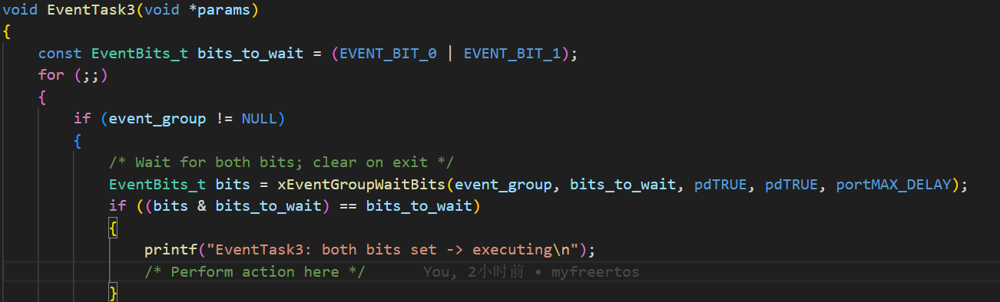 void EventTask3(void *params)
{
    const EventBits_t bits_to_wait = (EVENT_BIT_0 | EVENT_BIT_1);
    for (;;)
    {
        if (event_group != NULL)
        {
            /* Wait for both bits; clear on exit */
            EventBits_t bits = xEventGroupWaitBits(event_group, bits_to_wait, pdTRUE, pdTRUE, portMAX_DELAY);
            if ((bits & bits_to_wait) == bits_to_wait)
            {
                printf("EventTask3: both bits set -> executing\n");
                /* Perform action here */ You, 2小时前 • myfreertos
            }